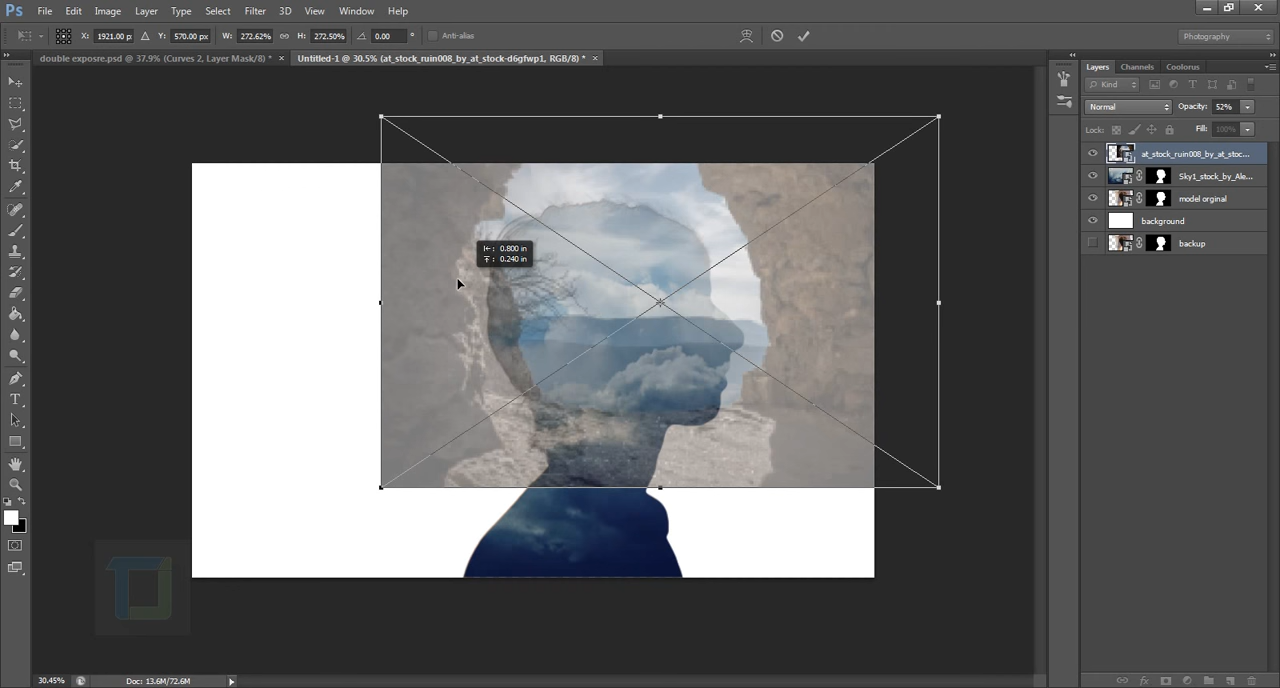 Ps File Edit Image Layer Type Select Filter 3D View Window Help
X: 1921.00 p Y: 570.00 px W: 272.62% H: 272.50% 0.00 ° Anti-alias Photography
double exposre.psd @ 37.9% (Curves 2, Layer Mask/8) * × Untitled-1 @ 30.5% (at_stock_ruin008_by_at_stock-d6gfwp1, RGB/8) * ×
Layers Channels Coolorus
Kind
Normal Opacity: 52%
Lock: Fill: 100%
at_stock_ruin008_by_at_stoc...
Sky1_stock_by_Ale...
model orginal
background
backup
0.800 in
0.240 in
30.45% Doc: 13.6M/72.6M